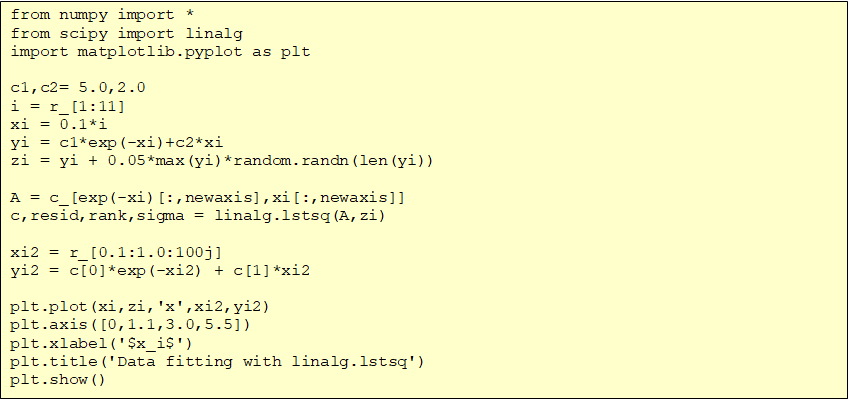 from numpy import *
from scipy import linalg
import matplotlib.pyplot as plt
c1,c2= 5.0,2.0
i = r_[1:11]
xi = 0.1*i
yi = c1*exp(-xi)+c2*xi
zi = yi + 0.05*max(yi)*random.randn(len(yi))
A = c_[exp(-xi)[:,newaxis],xi[:,newaxis]]
c,resid,rank,sigma = linalg.lstsq(A,zi)
xi2 = r_[0.1:1.0:100j]
yi2 = c[0]*exp(-xi2) + c[1]*xi2
plt.plot(xi,zi,'x',xi2,yi2)
plt.axis([0,1.1,3.0,5.5])
plt.xlabel('$x_i$')
plt.title('Data fitting with linalg.lstsq')
plt.show()